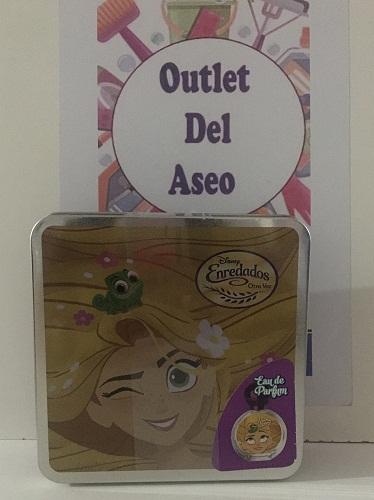 Outlet
Del
Aseo
Disney
Enredados
Otra Vez
Eau de
Parfum